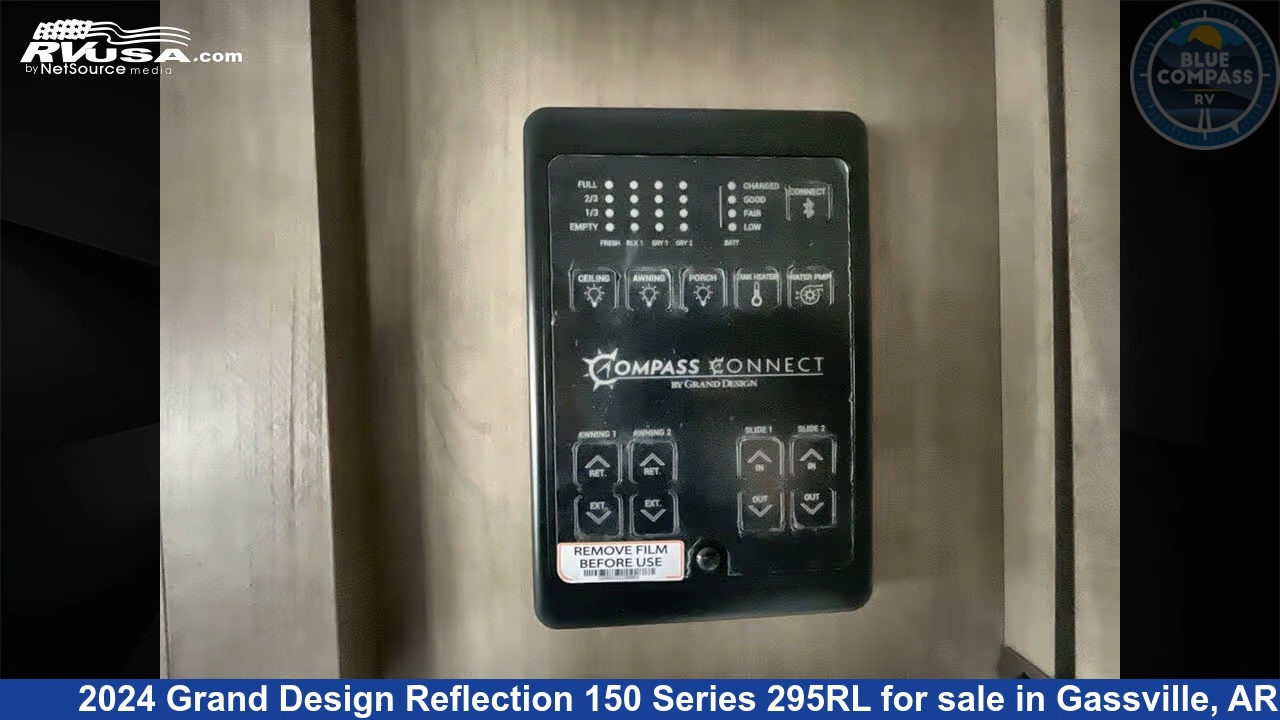 RVUSA.com
by NetSource media
BLUE
COMPASS
RV
FULL
2/3
1/3
EMPTY
FRESH BLK 1 GRY 1 GRY 2
CHARGED
GOOD
FAIR
LOW
BATT
CONNECT
CEILING AWNING PORCH TANK HEATER WATER PMP
COMPASS CONNECT
BY GRAND DESIGN
AWNING 1 AWNING 2 SLIDE 1 SLIDE 2
RET. RET. IN IN
EXT. EXT. OUT OUT
REMOVE FILM
BEFORE USE
2024 Grand Design Reflection 150 Series 295RL for sale in Gassville, AR